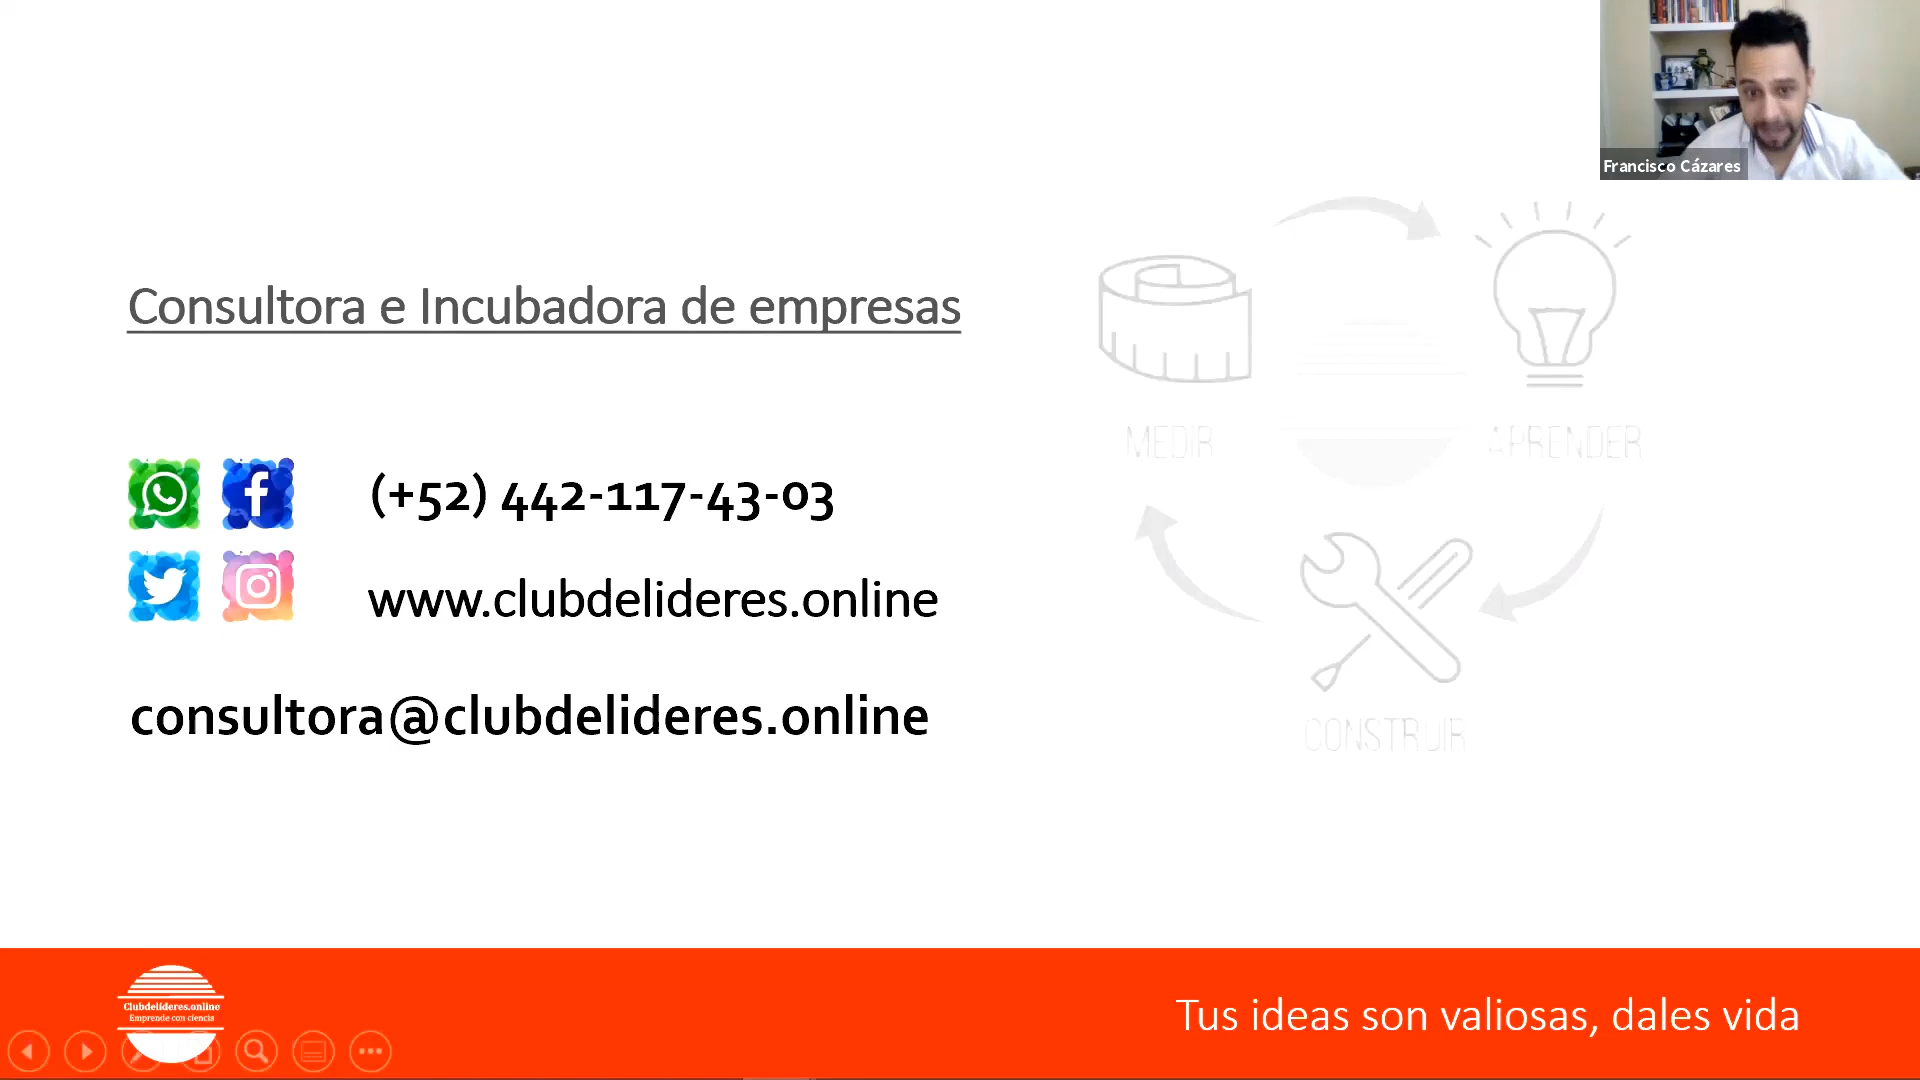 Francisco Cázares
Consultora e Incubadora de empresas
MEDIR
APRENDER
(+52) 442-117-43-03
www.clubdelideres.online
consultora@clubdelideres.online
CONSTRUIR
Clubdelideres.online
Emprende con ciencia
Tus ideas son valiosas, dales vida